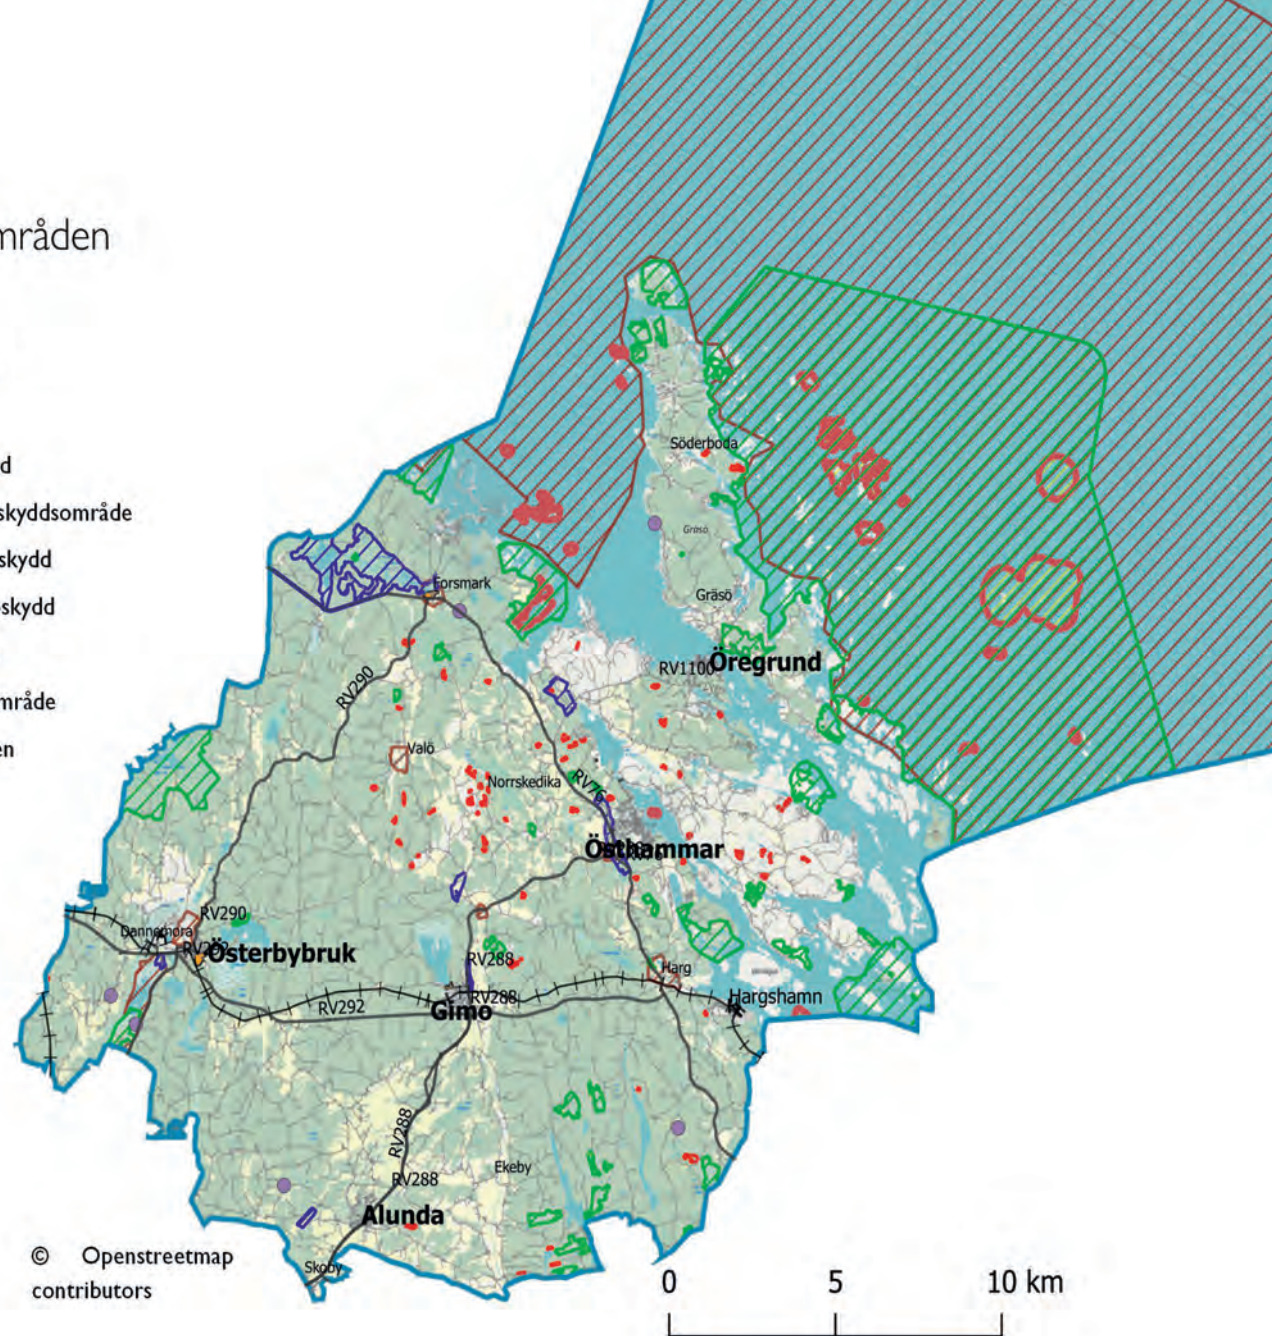 mråden
d
skyddsområde
skydd
skydd
mråde
en
Söderboda
Gräsö
Forsmark
Gräsö
Öregrund
RV1100
RV290
Valö
Norrskedika
RV76
Östhammar
RV290
Dannemora
Österbybruk
RV288
Harg
RV288
Hargshamn
RV292
Gimo
RV288
Ekeby
RV288
Alunda
© Openstreetmap
contributors
Skoby
0 5 10 km